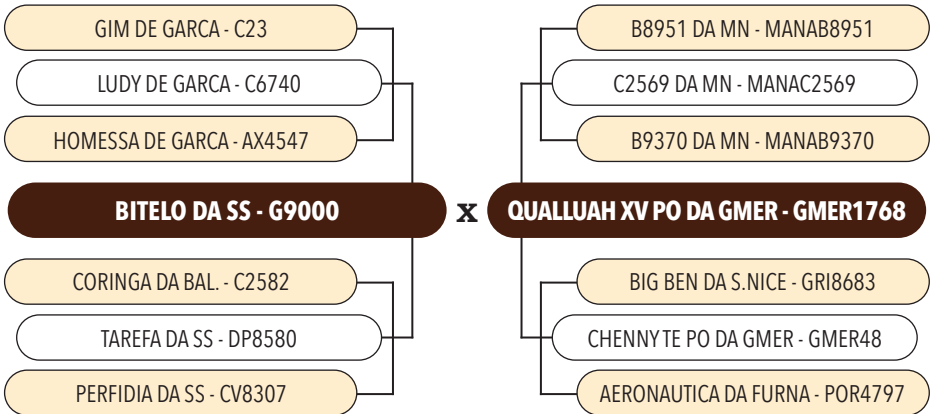 GIM DE GARCA - C23
LUDY DE GARCA - C6740
HOMESSA DE GARCA - AX4547
BITELO DA SS - G9000
CORINGA DA BAL. - C2582
TAREFA DA SS - DP8580
PERFIDIA DA SS - CV8307
x
B8951 DA MN - MANAB8951
C2569 DA MN - MANAC2569
B9370 DA MN - MANAB9370
QUALLUAH XV PO DA GMER - GMER1768
BIG BEN DA S.NICE - GRI8683
CHENNY TE PO DA GMER - GMER48
AERONAUTICA DA FURNA - POR4797